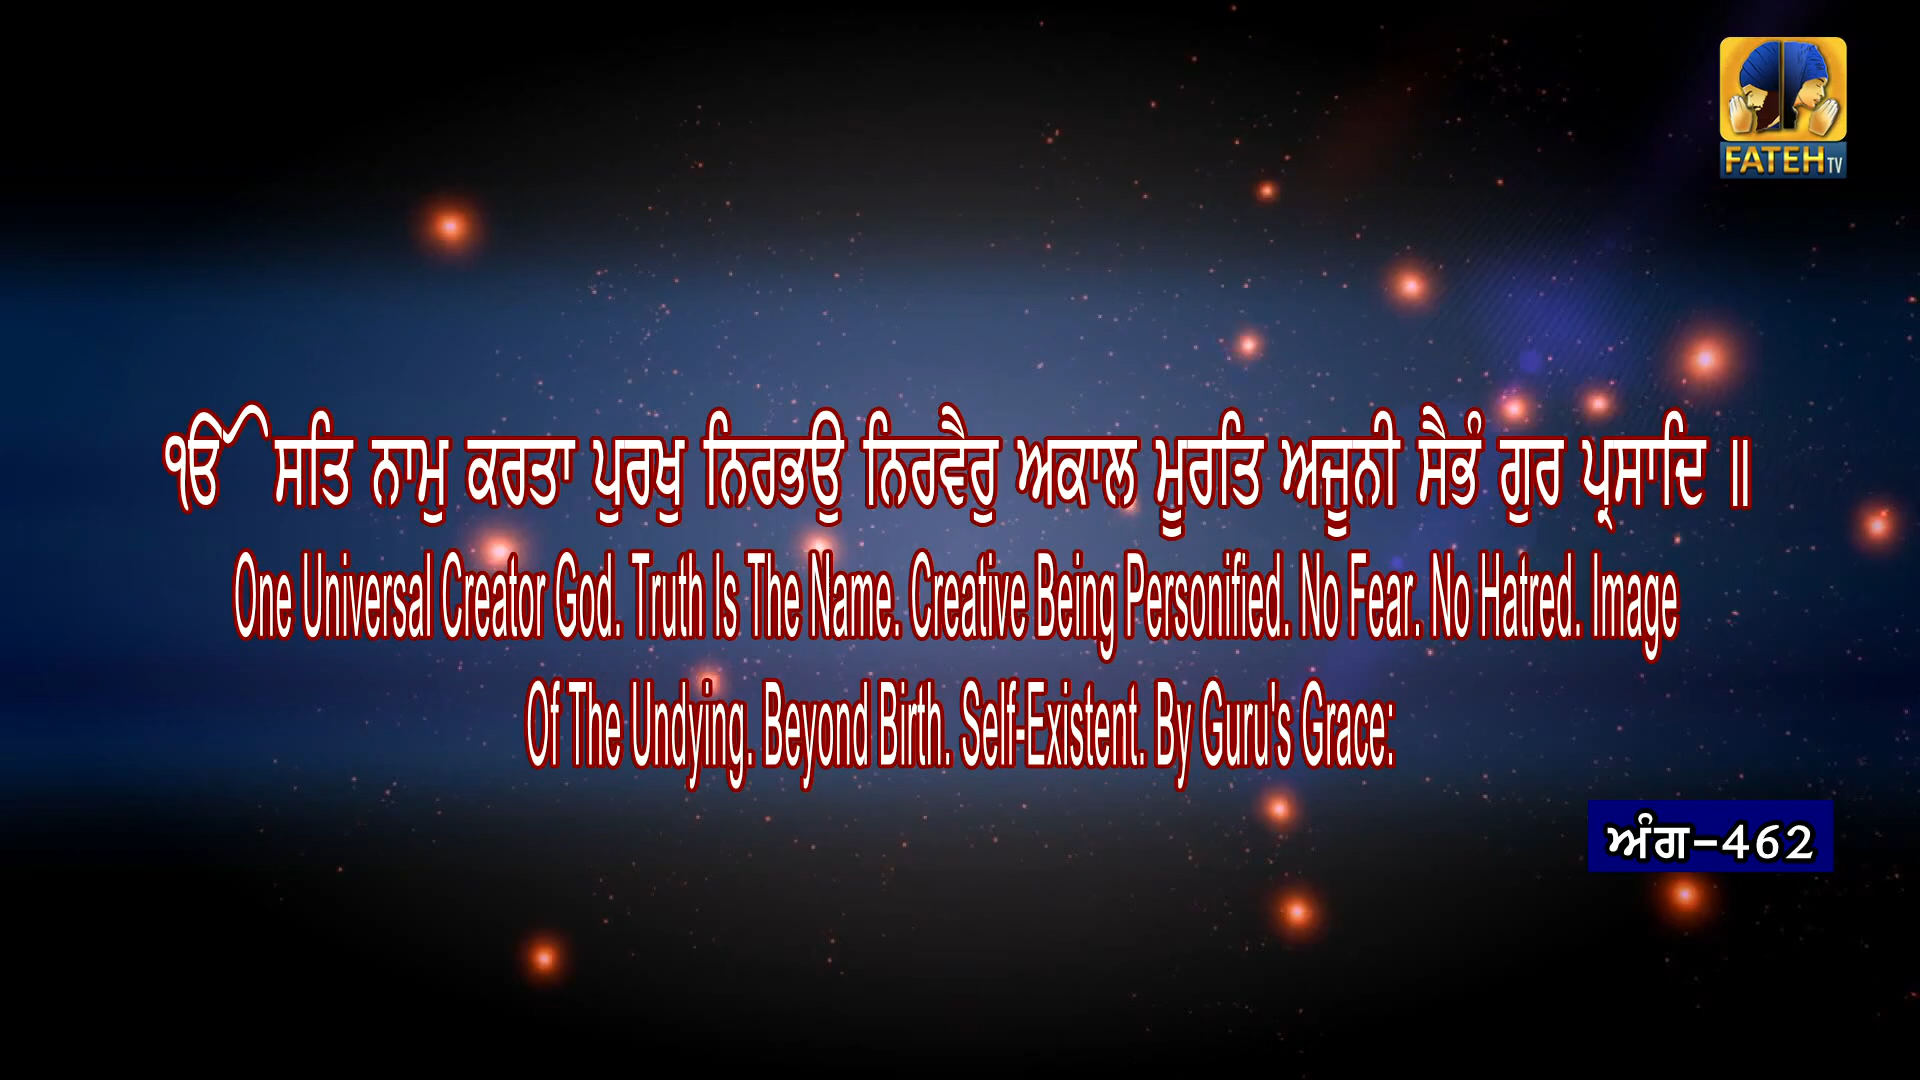 FATEH TV
ੴ ਸਤਿ ਨਾਮੁ ਕਰਤਾ ਪੁਰਖੁ ਨਿਰਭਉ ਨਿਰਵੈਰੁ ਅਕਾਲ ਮੂਰਤਿ ਅਜੂਨੀ ਸੈਭੰ ਗੁਰ ਪ੍ਰਸਾਦਿ ॥
One Universal Creator God. Truth Is The Name. Creative Being Personified. No Fear. No Hatred. Image
Of The Undying. Beyond Birth. Self-Existent. By Guru's Grace:
ਅੰਗ-462